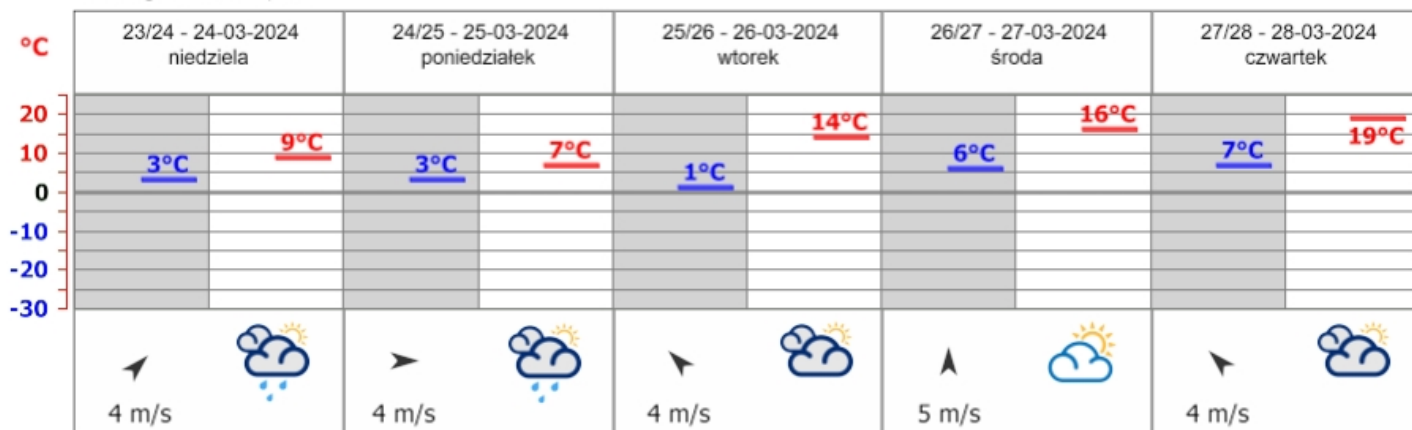 °C
23/24 - 24-03-2024
niedziela
24/25 - 25-03-2024
poniedziałek
25/26 - 26-03-2024
wtorek
26/27 - 27-03-2024
środa
27/28 - 28-03-2024
czwartek
20
10
0
-10
-20
-30
3°C
9°C
3°C
7°C
1°C
14°C
6°C
16°C
7°C
19°C
4 m/s
4 m/s
4 m/s
5 m/s
4 m/s